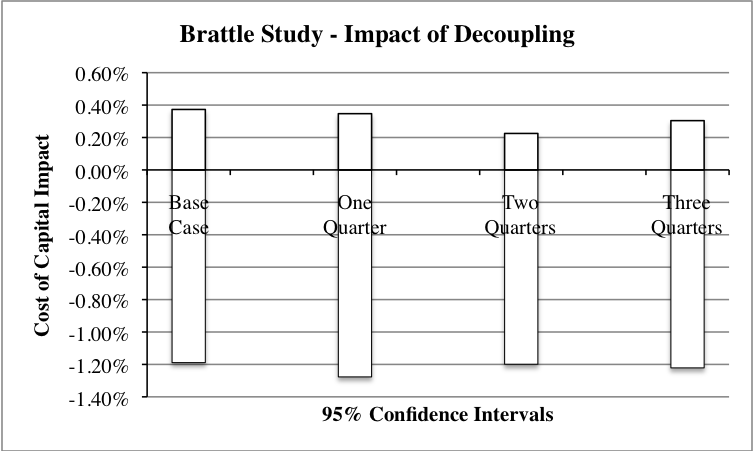 Brattle Study - Impact of Decoupling
Cost of Capital Impact
0.60%
0.40%
0.20%
0.00%
-0.20%
-0.40%
-0.60%
-0.80%
-1.00%
-1.20%
-1.40%
Base
Case
One
Quarter
Two
Quarters
Three
Quarters
95% Confidence Intervals